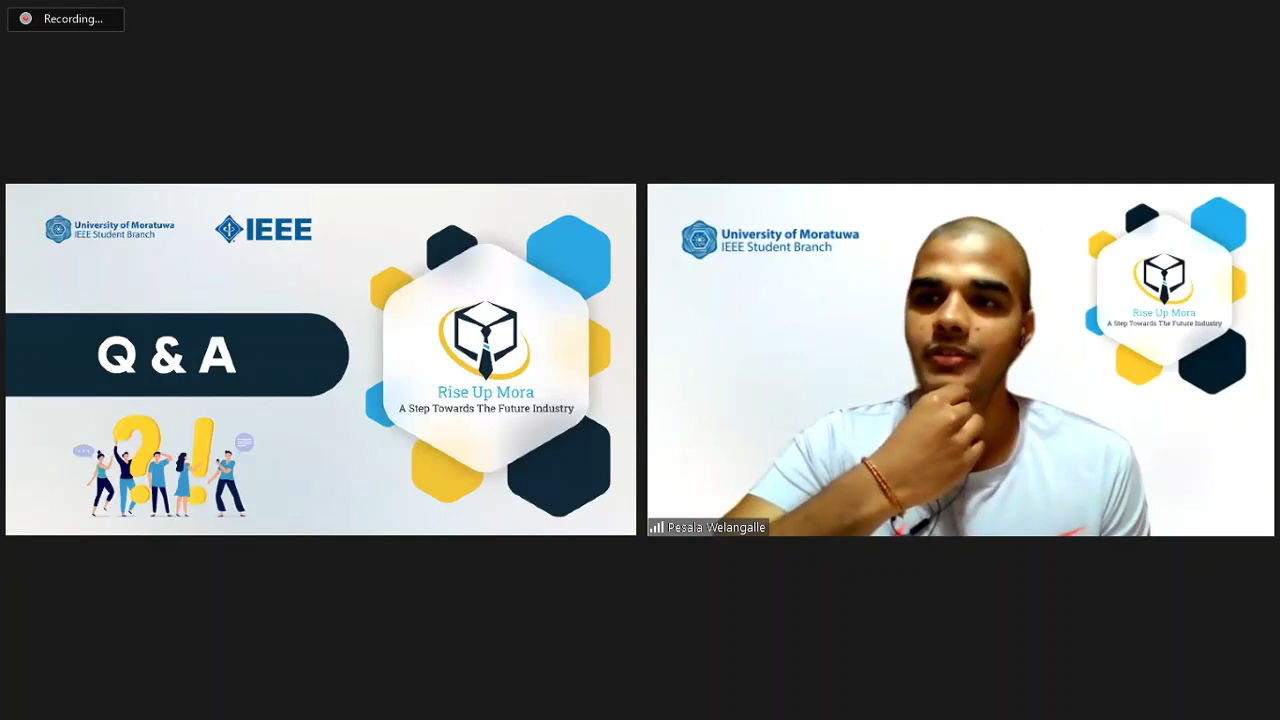 Recording...
University of Moratuwa
IEEE Student Branch
IEEE
Q & A
Rise Up Mora
A Step Towards The Future Industry
University of Moratuwa
IEEE Student Branch
Rise Up Mora
A Step Towards The Future Industry
Pesala Welangalle